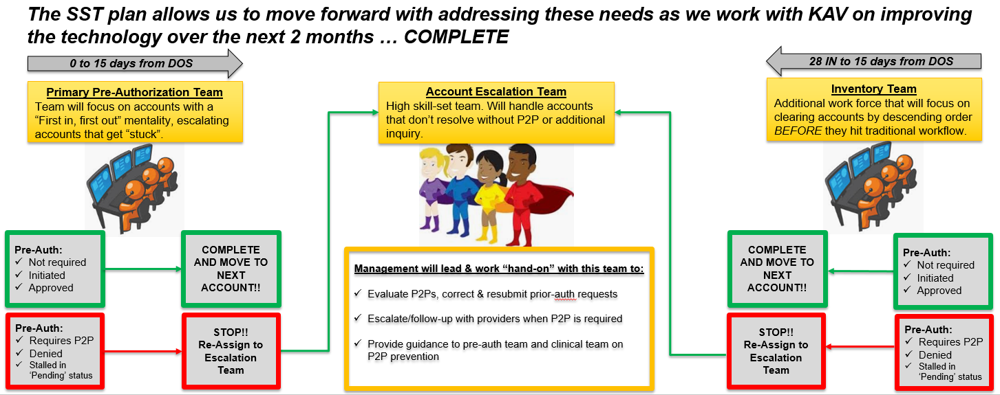 The SST plan allows us to move forward with addressing these needs as we work with KAV on improving
the technology over the next 2 months … COMPLETE
0 to 15 days from DOS
Primary Pre-Authorization Team
Team will focus on accounts with a
“First in, first out” mentality, escalating
accounts that get “stuck”.
Pre-Auth:
✓ Not required
✓ Initiated
✓ Approved
COMPLETE
AND MOVE TO
NEXT
ACCOUNT!!
Pre-Auth:
✓ Requires P2P
✓ Denied
✓ Stalled in
‘Pending’ status
STOP!!
Re-Assign to
Escalation
Team
Account Escalation Team
High skill-set team. Will handle accounts
that don’t resolve without P2P or additional
inquiry.
Management will lead & work “hand-on” with this team to:
✓ Evaluate P2Ps, correct & resubmit prior-auth requests
✓ Escalate/follow-up with providers when P2P is required
✓ Provide guidance to pre-auth team and clinical team on
P2P prevention
28 IN to 15 days from DOS
Inventory Team
Additional work force that will focus on
clearing accounts by descending order
BEFORE they hit traditional workflow.
COMPLETE
AND MOVE TO
NEXT
ACCOUNT!!
Pre-Auth:
✓ Not required
✓ Initiated
✓ Approved
STOP!!
Re-Assign to
Escalation
Team
Pre-Auth:
✓ Requires P2P
✓ Denied
✓ Stalled in
‘Pending’ status